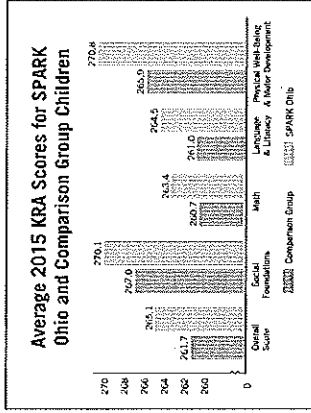 Average 2015 KRA Scores for SPARK
Ohio and Comparison Group Children
270
268
266
264
262
260
0
261.7
265.1
267.0
270.1
260.7
263.4
261.0
264.5
265.9
270.8
Overall
Score
Social
Foundations
Math
Language
& Literacy
Physical Well-Being
& Motor Development
Comparison Group
SPARK Ohio